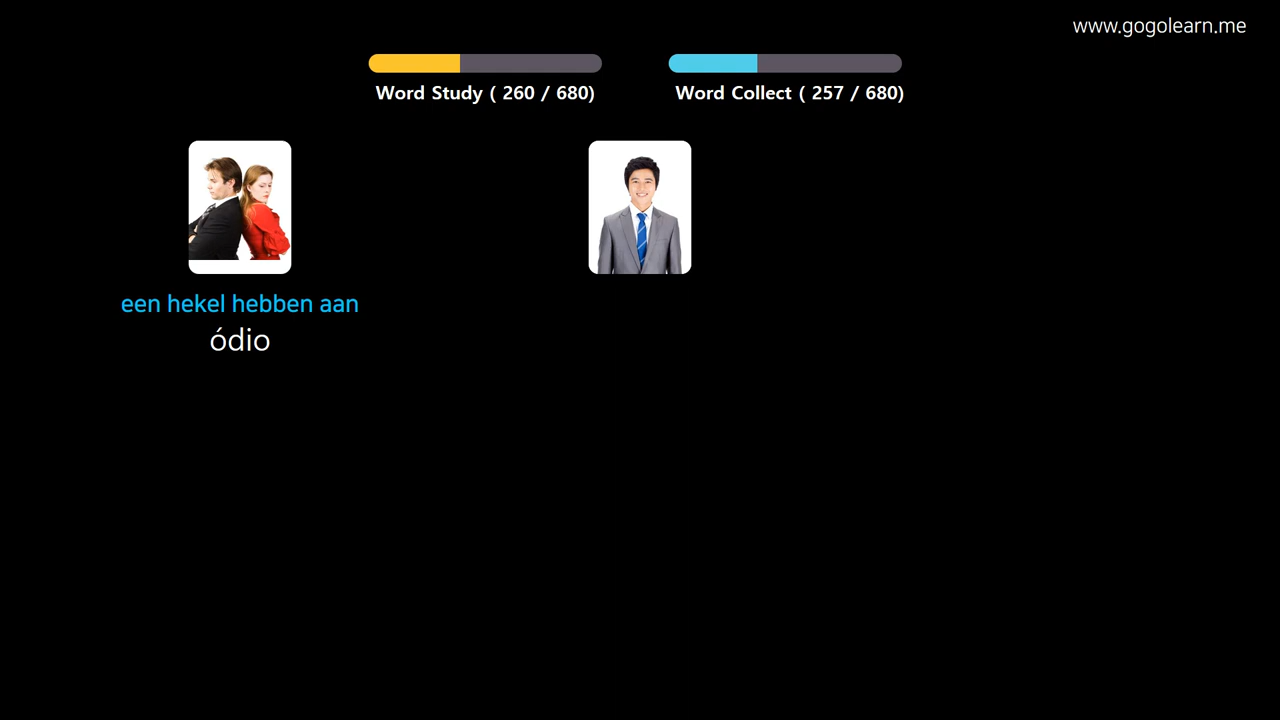 www.gogolearn.me
Word Study ( 260 / 680)
Word Collect ( 257 / 680)
een hekel hebben aan
ódio